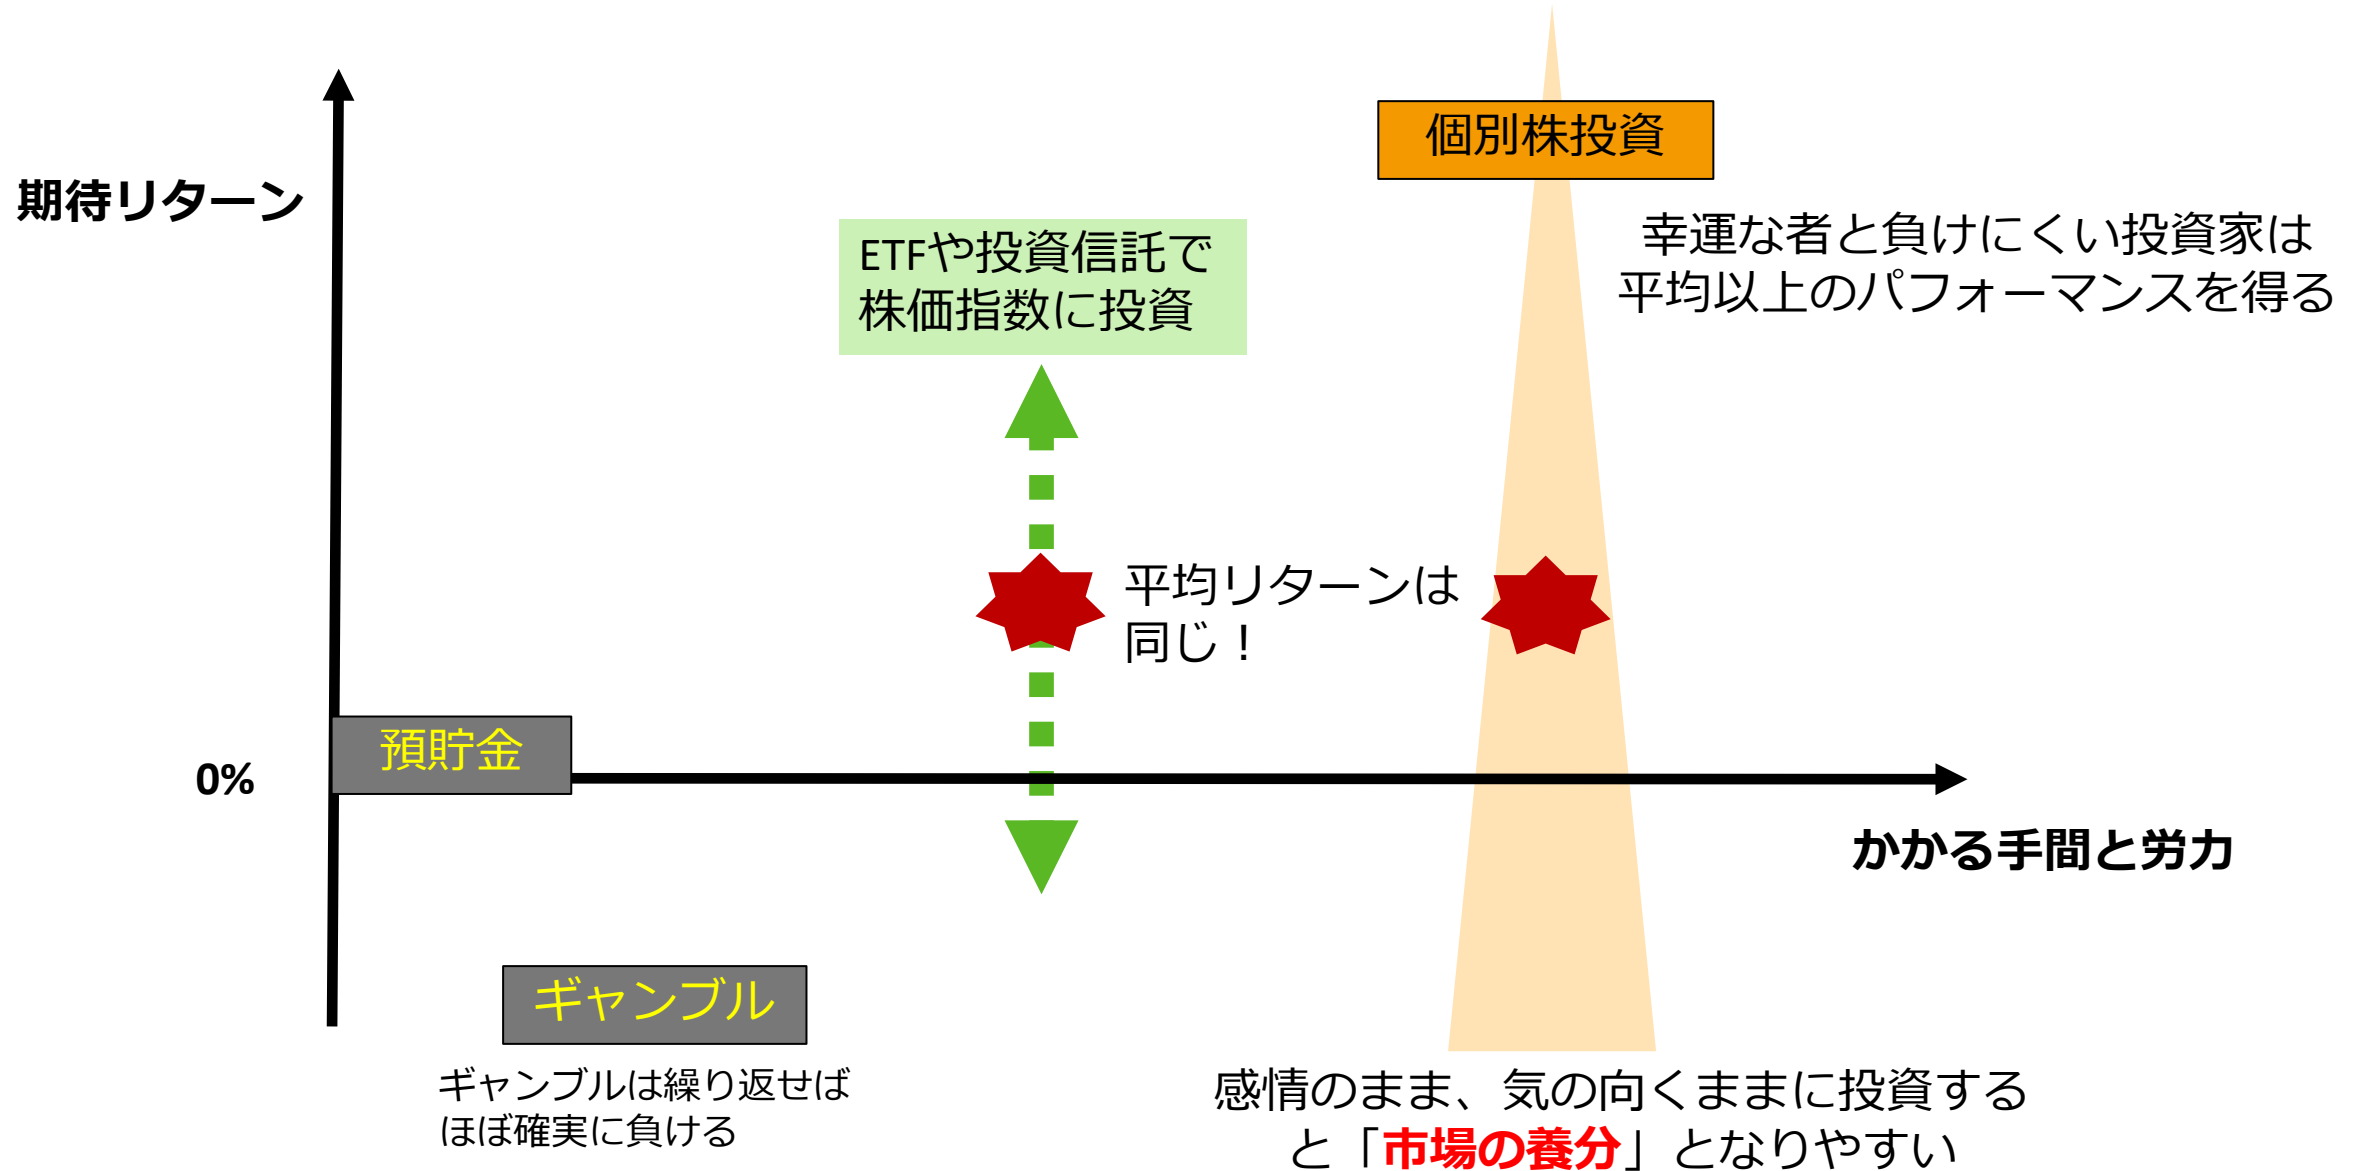 個別株投資
期待リターン
幸運な者と負けにくい投資家は
平均以上のパフォーマンスを得る
ETFや投資信託で
株価指数に投資
平均リターンは
同じ！
預貯金
0%
かかる手間と労力
ギャンブル
ギャンブルは繰り返せば
ほぼ確実に負ける
感情のまま、気の向くままに投資する
と「市場の養分」となりやすい